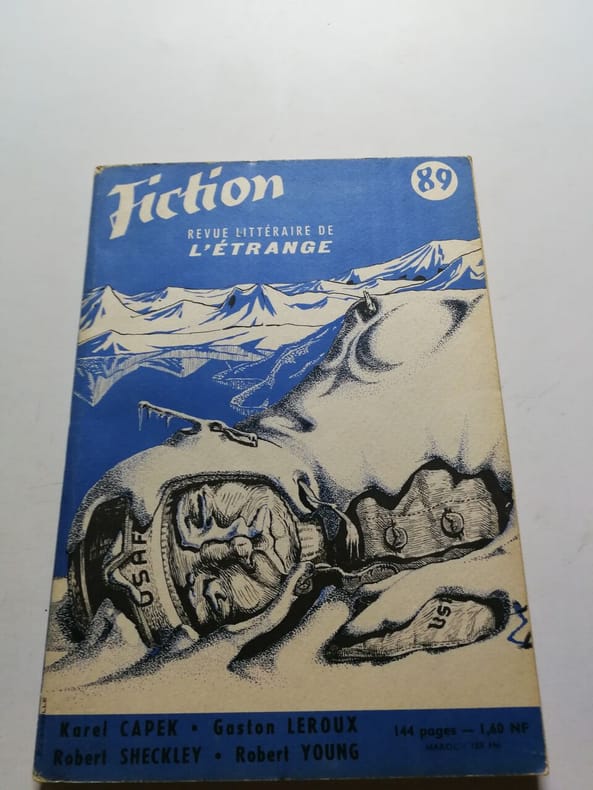 Fiction
89
REVUE LITTÉRAIRE DE
L'ÉTRANGE
USAF
US
Karel CAPEK • Gaston LEROUX
Robert SHECKLEY • Robert YOUNG
144 pages — 1,60 NF
MAROC